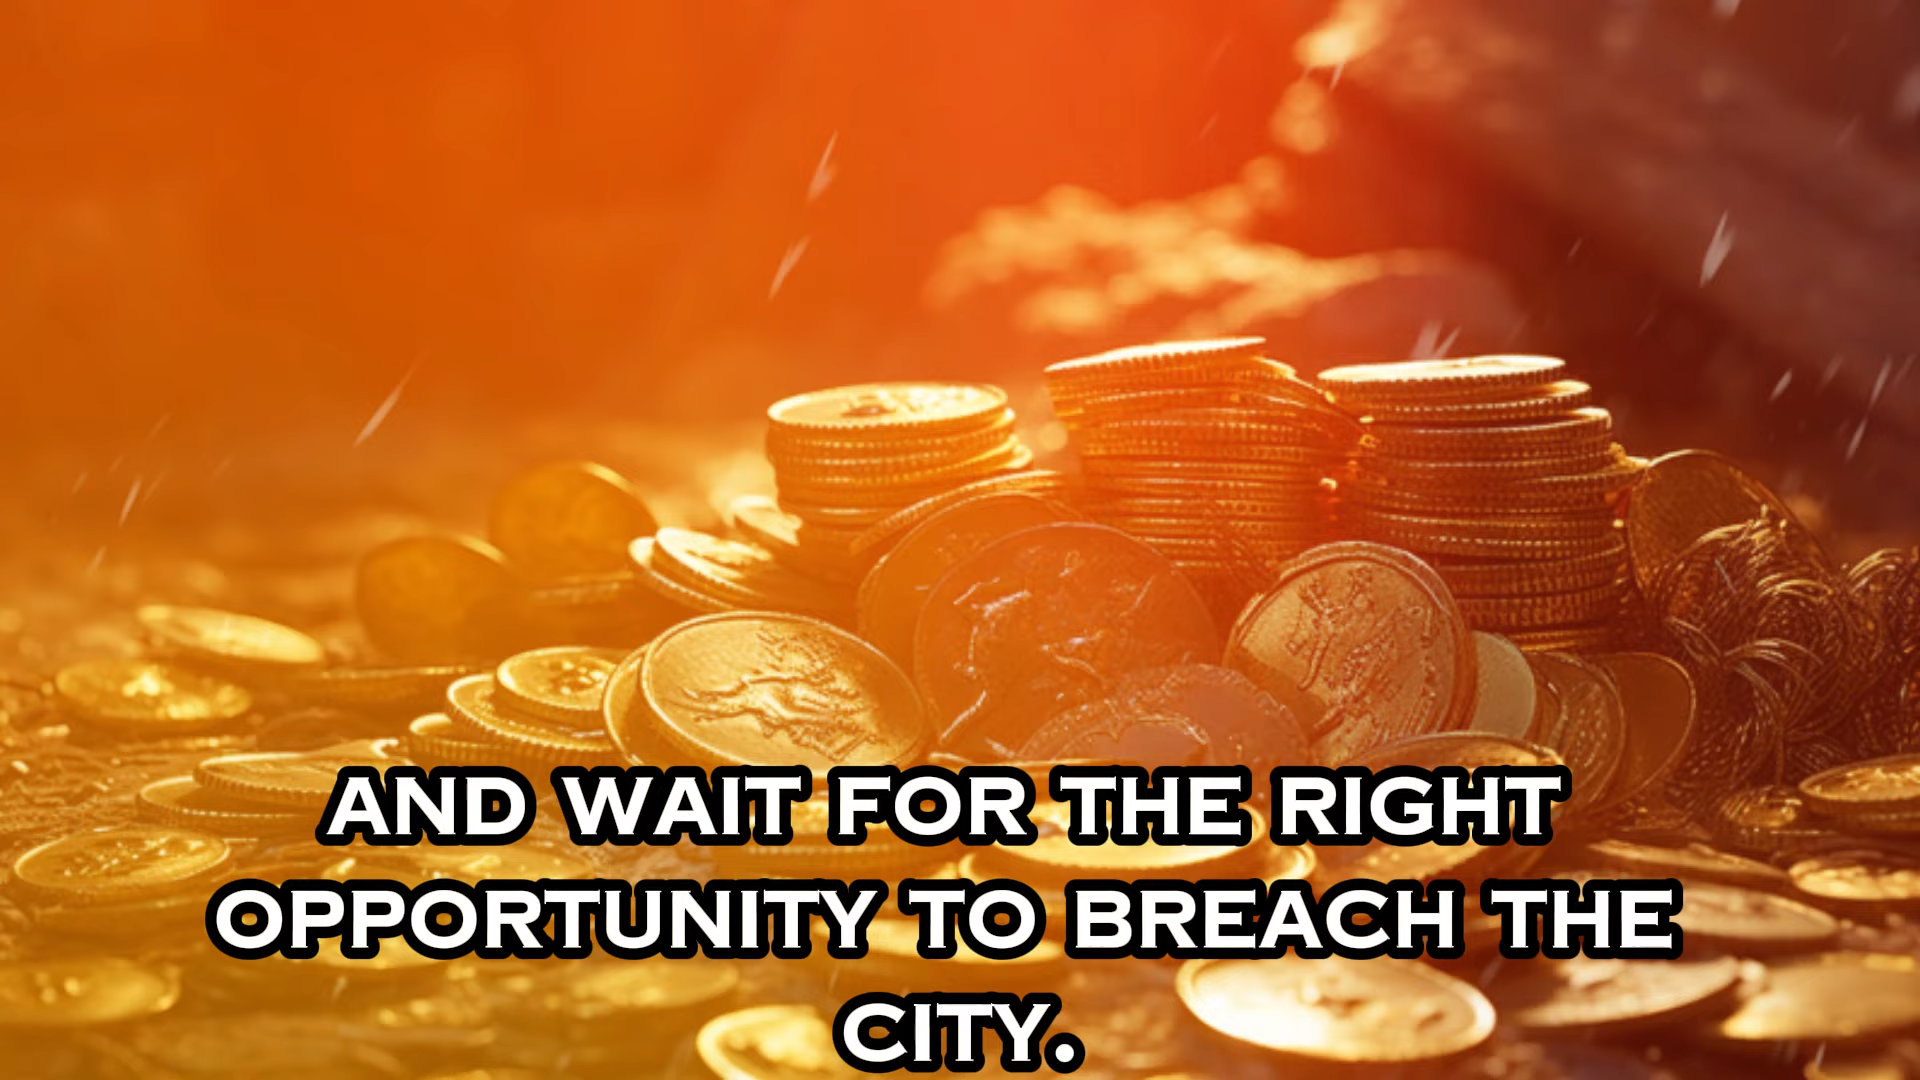 AND WAIT FOR THE RIGHT
OPPORTUNITY TO BREACH THE
CITY.